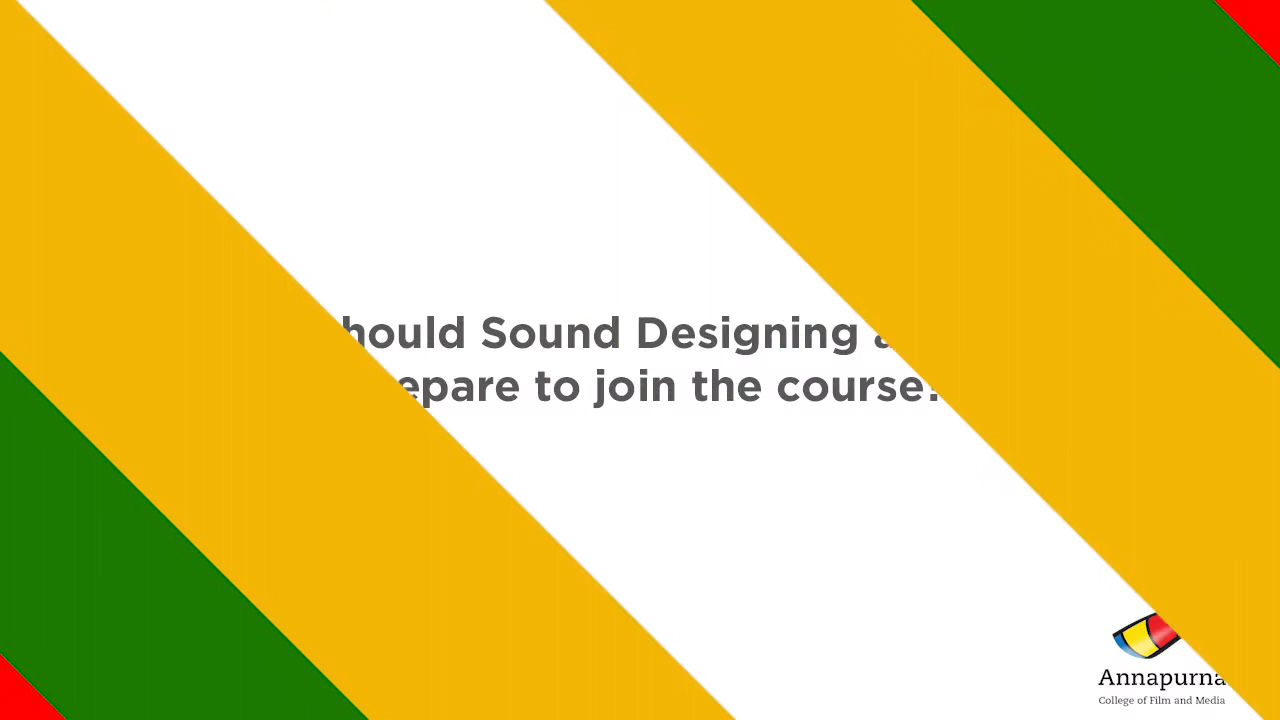 hould Sound Designing
epare to join the course?
Annapurna
College of Film and Media